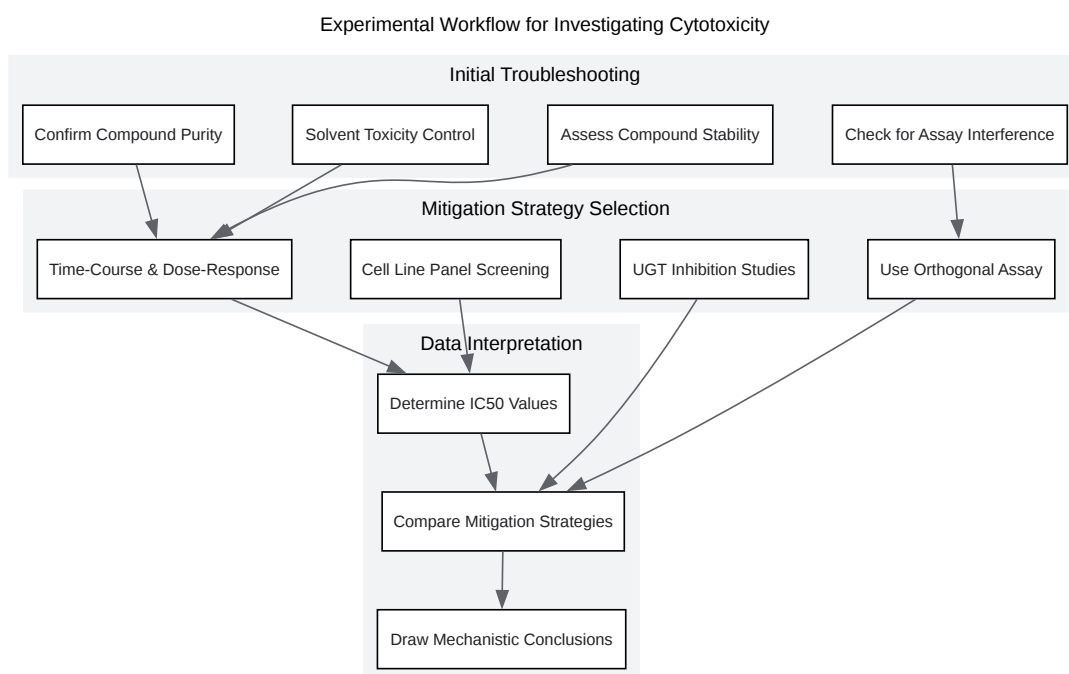 Experimental Workflow for Investigating Cytotoxicity
Initial Troubleshooting
Confirm Compound Purity
Solvent Toxicity Control
Assess Compound Stability
Check for Assay Interference
Mitigation Strategy Selection
Time-Course & Dose-Response
Cell Line Panel Screening
UGT Inhibition Studies
Use Orthogonal Assay
Data Interpretation
Determine IC50 Values
Compare Mitigation Strategies
Draw Mechanistic Conclusions